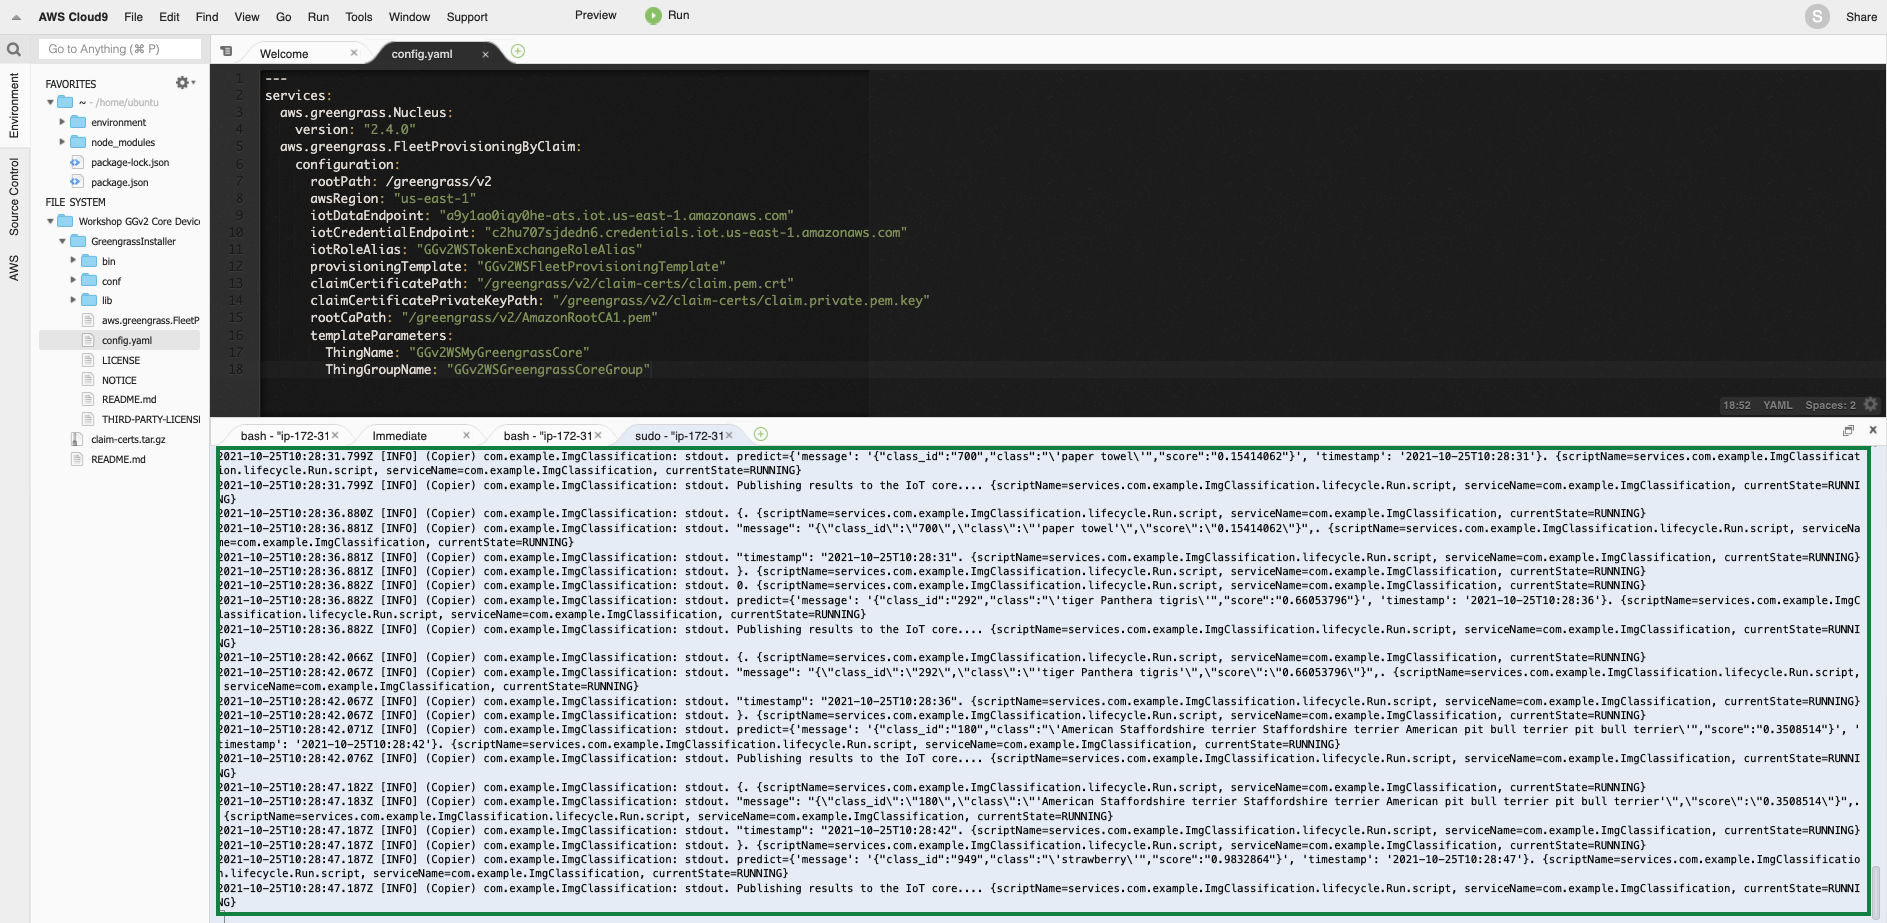 AWS Cloud9 File Edit Find View Go Run Tools Window Support Preview Run S Share
Go to Anything (⌘ P)
Welcome × config.yaml ×
Environment
Source Control
AWS
FAVORITES
~ - /home/ubuntu
environment
node_modules
package-lock.json
package.json
FILE SYSTEM
Workshop GGv2 Core Devic
GreengrassInstaller
bin
conf
lib
aws.greengrass.FleetP
config.yaml
LICENSE
NOTICE
README.md
THIRD-PARTY-LICENS
claim-certs.tar.gz
README.md
1 ---
2 services:
3 aws.greengrass.Nucleus:
4 version: "2.4.0"
5 aws.greengrass.FleetProvisioningByClaim:
6 configuration:
7 rootPath: /greengrass/v2
8 awsRegion: "us-east-1"
9 iotDataEndpoint: "a9y1ao0iqy0he-ats.iot.us-east-1.amazonaws.com"
10 iotCredentialEndpoint: "c2hu707sjdedn6.credentials.iot.us-east-1.amazonaws.com"
11 iotRoleAlias: "GGv2WSTokenExchangeRoleAlias"
12 provisioningTemplate: "GGv2WSFleetProvisioningTemplate"
13 claimCertificatePath: "/greengrass/v2/claim-certs/claim.pem.crt"
14 claimCertificatePrivateKeyPath: "/greengrass/v2/claim-certs/claim.private.pem.key"
15 rootCaPath: "/greengrass/v2/AmazonRootCA1.pem"
16 templateParameters:
17 ThingName: "GGv2WSMyGreengrassCore"
18 ThingGroupName: "GGv2WSGreengrassCoreGroup"
18:52 YAML Spaces: 2
bash - "ip-172-31 × Immediate × bash - "ip-172-31 × sudo - "ip-172-31 ×
2021-10-25T10:28:31.799Z [INFO] (Copier) com.example.ImgClassification: stdout. predict={'message': '{"class_id":"700","class":"\'paper towel\'","score":"0.15414062"}', 'timestamp': '2021-10-25T10:28:31'}. {scriptName=services.com.example.ImgClassificat
ion.lifecycle.Run.script, serviceName=com.example.ImgClassification, currentState=RUNNING}
2021-10-25T10:28:31.799Z [INFO] (Copier) com.example.ImgClassification: stdout. Publishing results to the IoT core.... {scriptName=services.com.example.ImgClassification.lifecycle.Run.script, serviceName=com.example.ImgClassification, currentState=RUNNI
NG}
2021-10-25T10:28:36.880Z [INFO] (Copier) com.example.ImgClassification: stdout. {. {scriptName=services.com.example.ImgClassification.lifecycle.Run.script, serviceName=com.example.ImgClassification, currentState=RUNNING}
2021-10-25T10:28:36.881Z [INFO] (Copier) com.example.ImgClassification: stdout. "message": "{\"class_id\":\"700\",\"class\":\"'paper towel'\",\"score\":\"0.15414062\"}",. {scriptName=services.com.example.ImgClassification.lifecycle.Run.script, serviceNa
me=com.example.ImgClassification, currentState=RUNNING}
2021-10-25T10:28:36.881Z [INFO] (Copier) com.example.ImgClassification: stdout. "timestamp": "2021-10-25T10:28:31". {scriptName=services.com.example.ImgClassification.lifecycle.Run.script, serviceName=com.example.ImgClassification, currentState=RUNNING}
2021-10-25T10:28:36.881Z [INFO] (Copier) com.example.ImgClassification: stdout. }. {scriptName=services.com.example.ImgClassification.lifecycle.Run.script, serviceName=com.example.ImgClassification, currentState=RUNNING}
2021-10-25T10:28:36.882Z [INFO] (Copier) com.example.ImgClassification: stdout. 0. {scriptName=services.com.example.ImgClassification.lifecycle.Run.script, serviceName=com.example.ImgClassification, currentState=RUNNING}
2021-10-25T10:28:36.882Z [INFO] (Copier) com.example.ImgClassification: stdout. predict={'message': '{"class_id":"292","class":"\'tiger Panthera tigris\'","score":"0.66053796"}', 'timestamp': '2021-10-25T10:28:36'}. {scriptName=services.com.example.ImgC
lassification.lifecycle.Run.script, serviceName=com.example.ImgClassification, currentState=RUNNING}
2021-10-25T10:28:36.882Z [INFO] (Copier) com.example.ImgClassification: stdout. Publishing results to the IoT core.... {scriptName=services.com.example.ImgClassification.lifecycle.Run.script, serviceName=com.example.ImgClassification, currentState=RUNNI
NG}
2021-10-25T10:28:42.066Z [INFO] (Copier) com.example.ImgClassification: stdout. {. {scriptName=services.com.example.ImgClassification.lifecycle.Run.script, serviceName=com.example.ImgClassification, currentState=RUNNING}
2021-10-25T10:28:42.067Z [INFO] (Copier) com.example.ImgClassification: stdout. "message": "{\"class_id\":\"292\",\"class\":\"'tiger Panthera tigris'\",\"score\":\"0.66053796\"}",. {scriptName=services.com.example.ImgClassification.lifecycle.Run.script,
serviceName=com.example.ImgClassification, currentState=RUNNING}
2021-10-25T10:28:42.067Z [INFO] (Copier) com.example.ImgClassification: stdout. "timestamp": "2021-10-25T10:28:36". {scriptName=services.com.example.ImgClassification.lifecycle.Run.script, serviceName=com.example.ImgClassification, currentState=RUNNING}
2021-10-25T10:28:42.067Z [INFO] (Copier) com.example.ImgClassification: stdout. }. {scriptName=services.com.example.ImgClassification.lifecycle.Run.script, serviceName=com.example.ImgClassification, currentState=RUNNING}
2021-10-25T10:28:42.071Z [INFO] (Copier) com.example.ImgClassification: stdout. predict={'message': '{"class_id":"180","class":"\'American Staffordshire terrier Staffordshire terrier American pit bull terrier pit bull terrier\'","score":"0.3508514"}', '
timestamp': '2021-10-25T10:28:42'}. {scriptName=services.com.example.ImgClassification.lifecycle.Run.script, serviceName=com.example.ImgClassification, currentState=RUNNING}
2021-10-25T10:28:42.076Z [INFO] (Copier) com.example.ImgClassification: stdout. Publishing results to the IoT core.... {scriptName=services.com.example.ImgClassification.lifecycle.Run.script, serviceName=com.example.ImgClassification, currentState=RUNNI
NG}
2021-10-25T10:28:47.182Z [INFO] (Copier) com.example.ImgClassification: stdout. {. {scriptName=services.com.example.ImgClassification.lifecycle.Run.script, serviceName=com.example.ImgClassification, currentState=RUNNING}
2021-10-25T10:28:47.183Z [INFO] (Copier) com.example.ImgClassification: stdout. "message": "{\"class_id\":\"180\",\"class\":\"'American Staffordshire terrier Staffordshire terrier American pit bull terrier pit bull terrier'\",\"score\":\"0.3508514\"}",.
{scriptName=services.com.example.ImgClassification.lifecycle.Run.script, serviceName=com.example.ImgClassification, currentState=RUNNING}
2021-10-25T10:28:47.187Z [INFO] (Copier) com.example.ImgClassification: stdout. "timestamp": "2021-10-25T10:28:42". {scriptName=services.com.example.ImgClassification.lifecycle.Run.script, serviceName=com.example.ImgClassification, currentState=RUNNING}
2021-10-25T10:28:47.187Z [INFO] (Copier) com.example.ImgClassification: stdout. }. {scriptName=services.com.example.ImgClassification.lifecycle.Run.script, serviceName=com.example.ImgClassification, currentState=RUNNING}
2021-10-25T10:28:47.187Z [INFO] (Copier) com.example.ImgClassification: stdout. predict={'message': '{"class_id":"949","class":"\'strawberry\'","score":"0.9832864"}', 'timestamp': '2021-10-25T10:28:47'}. {scriptName=services.com.example.ImgClassificatio
n.lifecycle.Run.script, serviceName=com.example.ImgClassification, currentState=RUNNING}
2021-10-25T10:28:47.187Z [INFO] (Copier) com.example.ImgClassification: stdout. Publishing results to the IoT core.... {scriptName=services.com.example.ImgClassification.lifecycle.Run.script, serviceName=com.example.ImgClassification, currentState=RUNNI
NG}